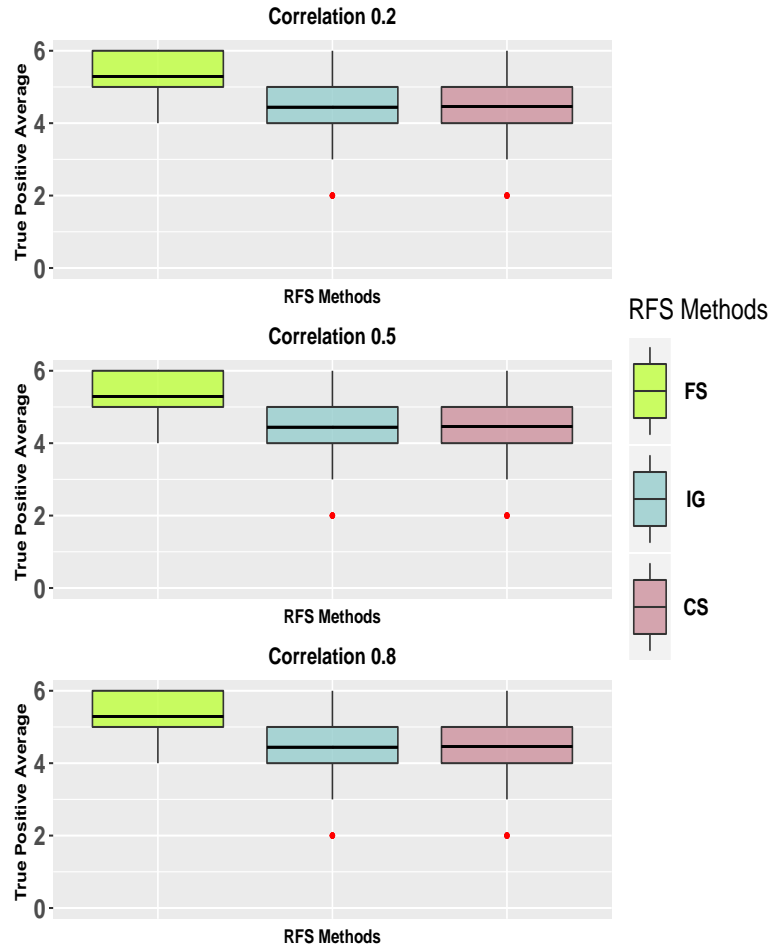 Correlation 0.2
True Positive Average
6
4
2
0
RFS Methods
Correlation 0.5
True Positive Average
6
4
2
0
RFS Methods
Correlation 0.8
True Positive Average
6
4
2
0
RFS Methods
RFS Methods
FS
IG
CS